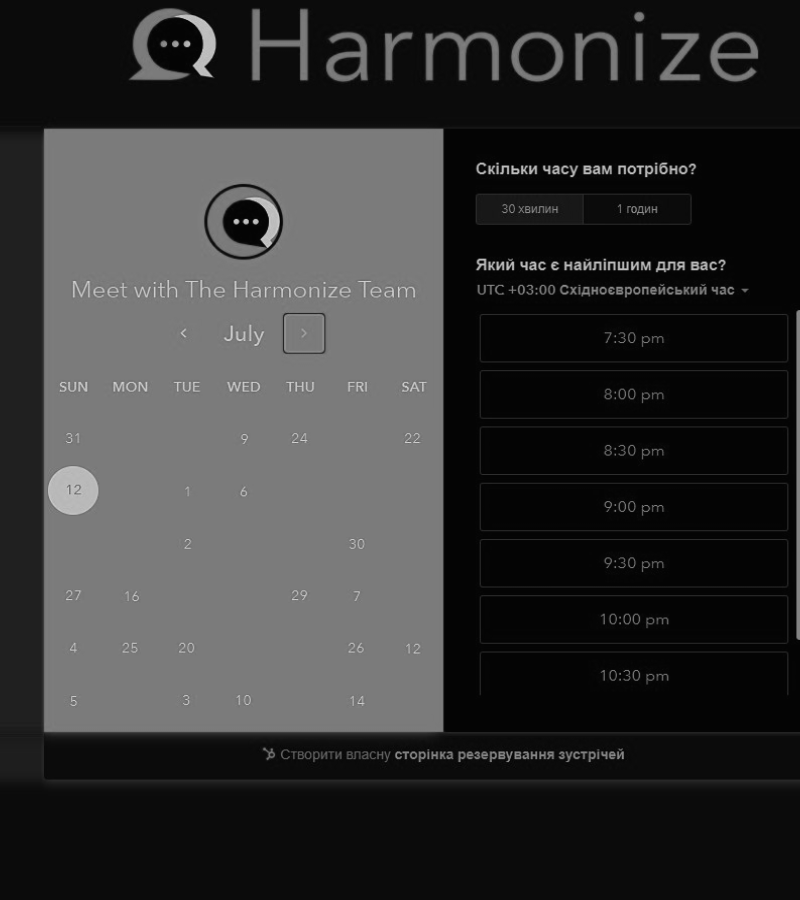 Harmonize
Meet with The Harmonize Team
July
SUN MON TUE WED THU FRI SAT
31 9 24 22
12 1 6
2 30
27 16 29 7
4 25 20 26 12
5 3 10 14
Скільки часу вам потрібно?
30 хвилин 1 годин
Який час є найліпшим для вас?
UTC +03:00 Східноєвропейський час
7:30 pm
8:00 pm
8:30 pm
9:00 pm
9:30 pm
10:00 pm
10:30 pm
Створити власну сторінка резервування зустрічей